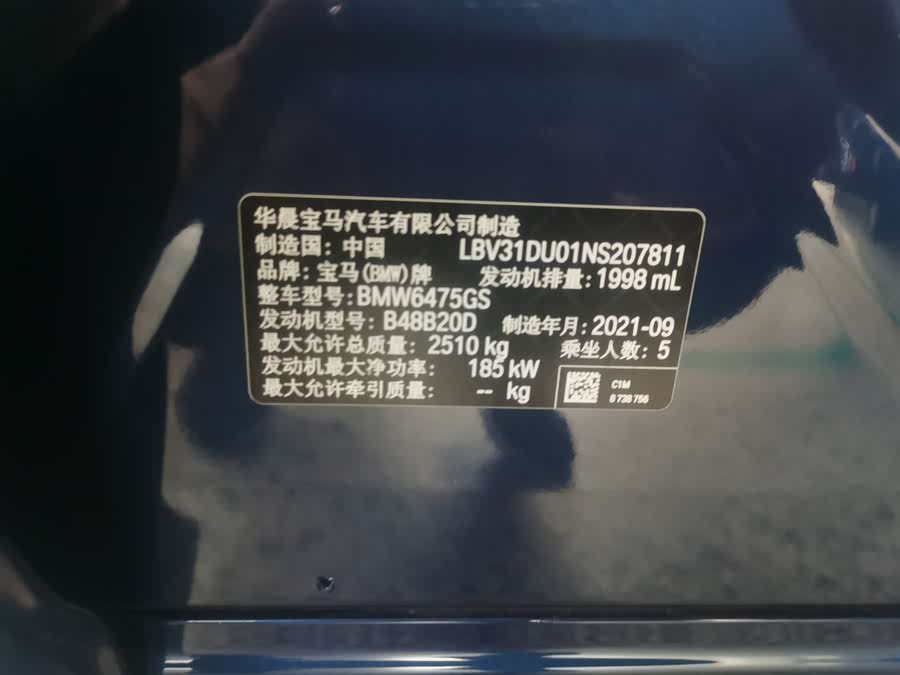 华晨宝马汽车有限公司制造
制造国：中国 LBV31DU01NS207811
品牌：宝马(BMW)牌 发动机排量：1998 mL
整车型号：BMW6475GS
发动机型号：B48B20D 制造年月：2021-09
最大允许总质量：2510 kg 乘坐人数：5
发动机最大净功率：185 kW
最大允许牵引质量：-- kg
C1M
8 738 756